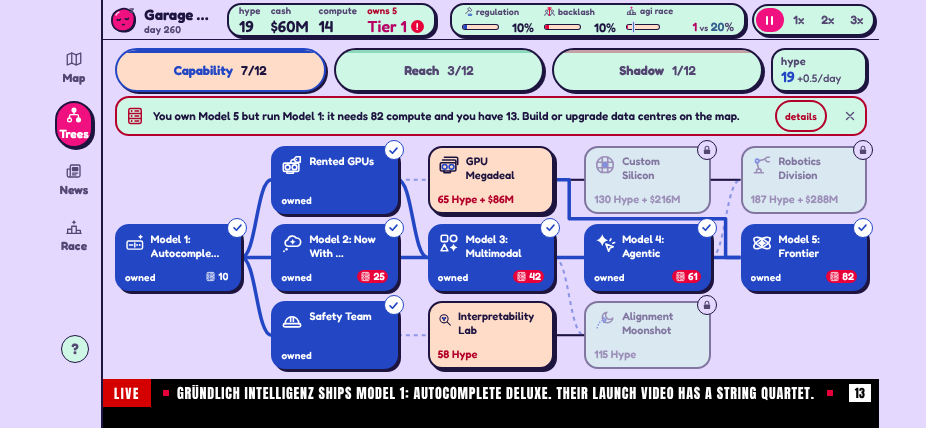 Garage ...
day 260
hype
19
cash
$60M
compute
14
owns 5
Tier 1 !
regulation
10%
backlash
10%
agi race
1 vs 20%
1x
2x
3x
Map
Trees
News
Race
?
Capability 7/12
Reach 3/12
Shadow 1/12
hype
19 +0.5/day
You own Model 5 but run Model 1: it needs 82 compute and you have 13. Build or upgrade data centres on the map.
details
Rented GPUs
owned
GPU
Megadeal
65 Hype + $86M
Custom
Silicon
130 Hype + $216M
Robotics
Division
187 Hype + $288M
Model 1:
Autocomple...
owned
10
Model 2: Now
With ...
owned
25
Model 3:
Multimodal
owned
42
Model 4:
Agentic
owned
61
Model 5:
Frontier
owned
82
Safety Team
owned
Interpretability
Lab
58 Hype
Alignment
Moonshot
115 Hype
LIVE
GRÜNDLICH INTELLIGENZ SHIPS MODEL 1: AUTOCOMPLETE DELUXE. THEIR LAUNCH VIDEO HAS A STRING QUARTET.
13